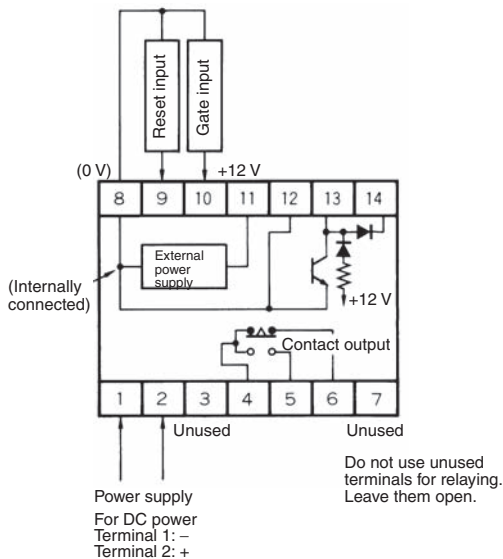 Reset input
Gate input
(0 V)
+12 V
8 9 10 11 12 13 14
External
power
supply
(Internally
connected)
+12 V
Contact output
1 2 3 4 5 6 7
Unused
Unused
Do not use unused
terminals for relaying.
Leave them open.
Power supply
For DC power
Terminal 1: −
Terminal 2: +